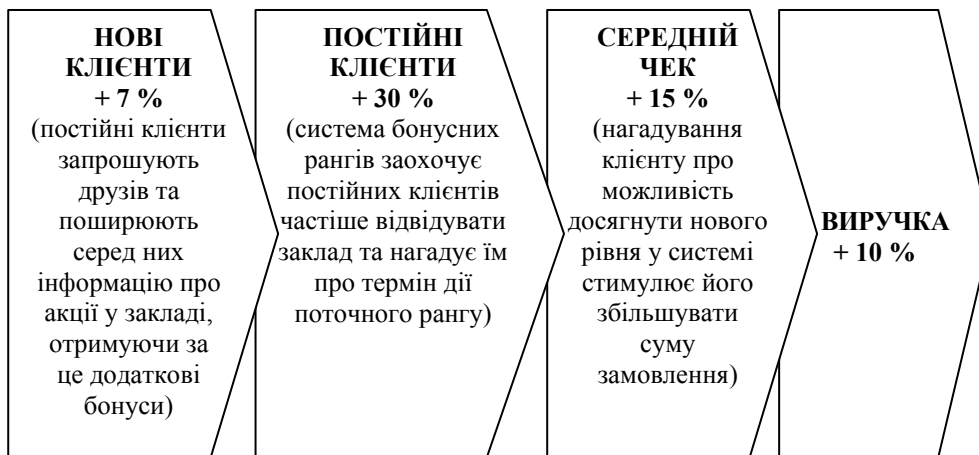 НОВІ
КЛІЄНТИ
+ 7 %
(постійні клієнти
запрошують
друзів та
поширюють
серед них
інформацію про
акції у закладі,
отримуючи за
це додаткові
бонуси)
ПОСТІЙНІ
КЛІЄНТИ
+ 30 %
(система бонусних
рангів заохочує
постійних клієнтів
частіше відвідувати
заклад та нагадує їм
про термін дії
поточного рангу)
СЕРЕДНІЙ
ЧЕК
+ 15 %
(нагадування
клієнту про
можливість
досягнути нового
рівня у системі
стимулює його
збільшувати
суму
замовлення)
ВИРУЧКА
+ 10 %